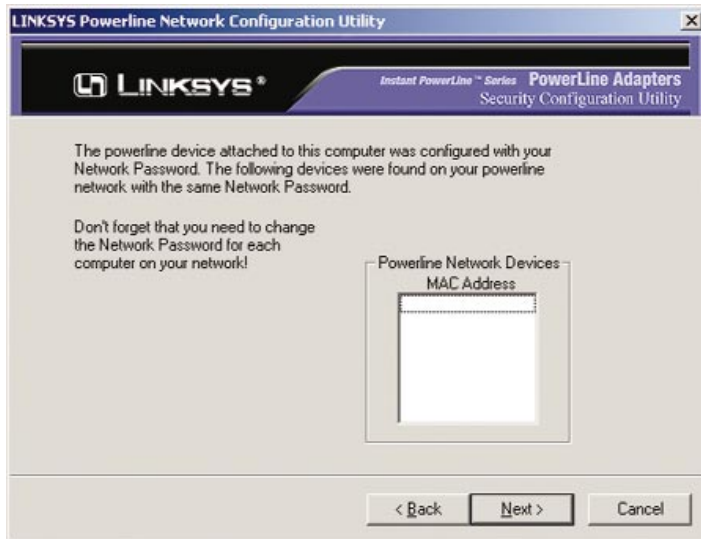 LINKSYS Powerline Network Configuration Utility
LINKSYS®
Instant PowerLine™ Series PowerLine Adapters
Security Configuration Utility
The powerline device attached to this computer was configured with your
Network Password. The following devices were found on your powerline
network with the same Network Password.
Don't forget that you need to change
the Network Password for each
computer on your network!
Powerline Network Devices
MAC Address
< Back
Next >
Cancel